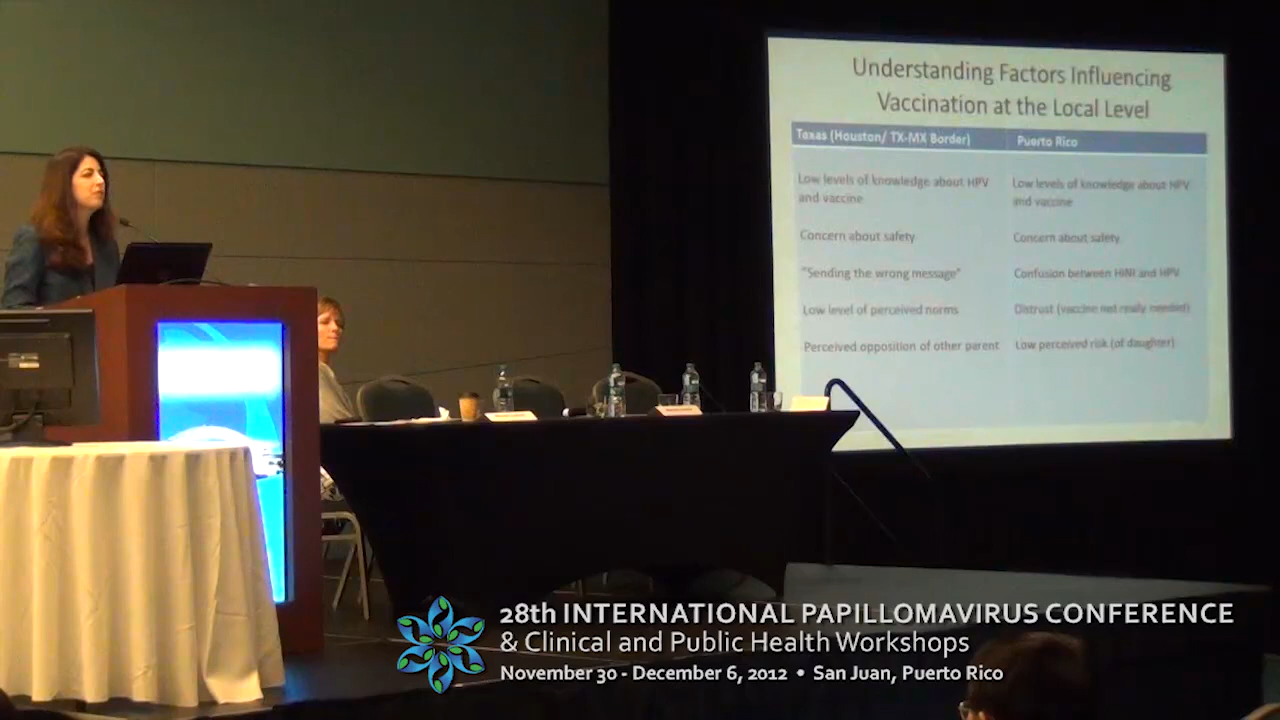 Understanding Factors Influencing
Vaccination at the Local Level
Texas (Houston/ TX-MX Border)
Puerto Rico
Low levels of knowledge about HPV
and vaccine
Low levels of knowledge about HPV
and vaccine
Concern about safety
Concern about safety
"Sending the wrong message"
Confusion between HINI and HPV
Low level of perceived norms
Distrust (vaccine not really needed)
Perceived opposition of other parent
Low perceived risk (of daughter)
28th INTERNATIONAL PAPILLOMAVIRUS CONFERENCE
& Clinical and Public Health Workshops
November 30 - December 6, 2012 • San Juan, Puerto Rico